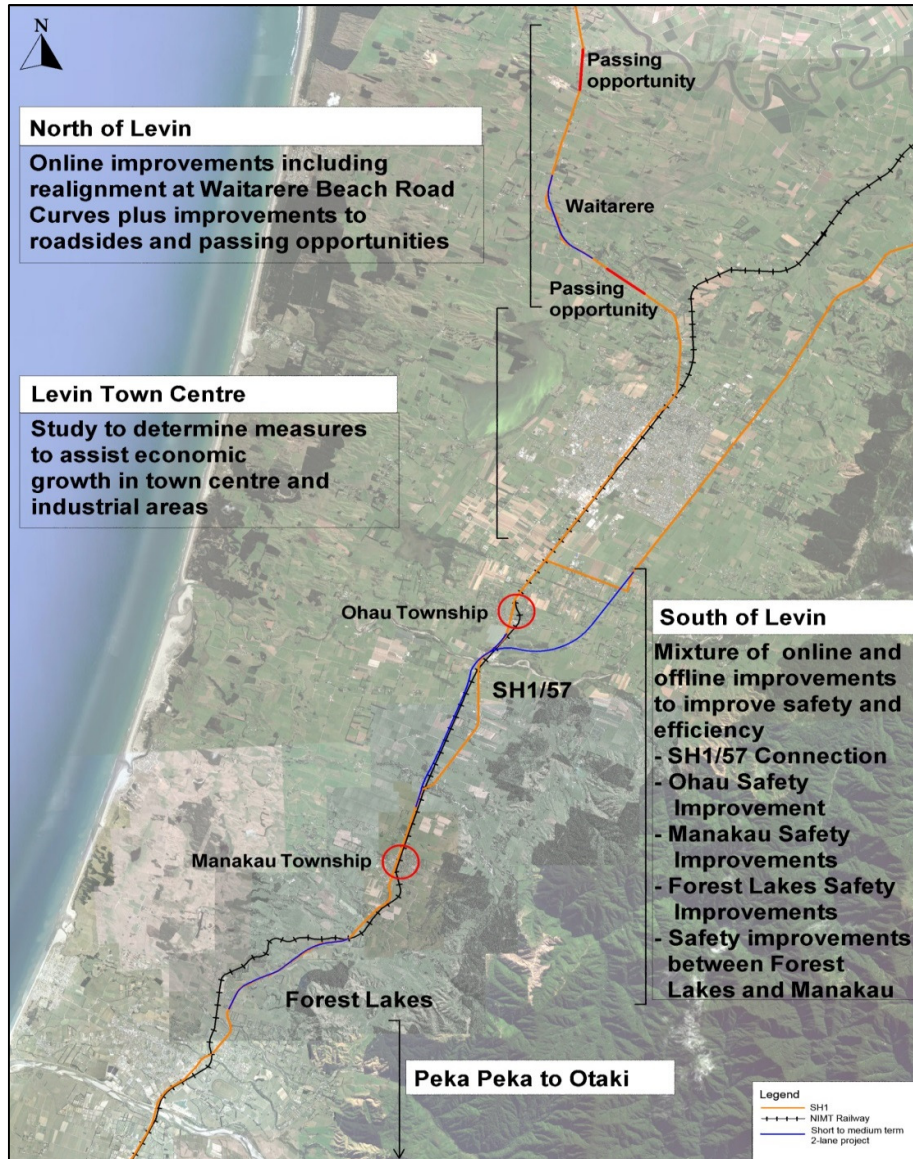 N
Passing
opportunity
North of Levin
Online improvements including
realignment at Waitarere Beach Road
Curves plus improvements to
roadsides and passing opportunities
Waitarere
Passing
opportunity
Levin Town Centre
Study to determine measures
to assist economic
growth in town centre and
industrial areas
Ohau Township
South of Levin
Mixture of online and
offline improvements
to improve safety and
efficiency
- SH1/57 Connection
- Ohau Safety
Improvement
- Manakau Safety
Improvements
- Forest Lakes Safety
Improvements
- Safety improvements
between Forest
Lakes and Manakau
SH1/57
Manakau Township
Forest Lakes
Peka Peka to Otaki
Legend
SH1
NIMT Railway
Short to medium term
2-lane project